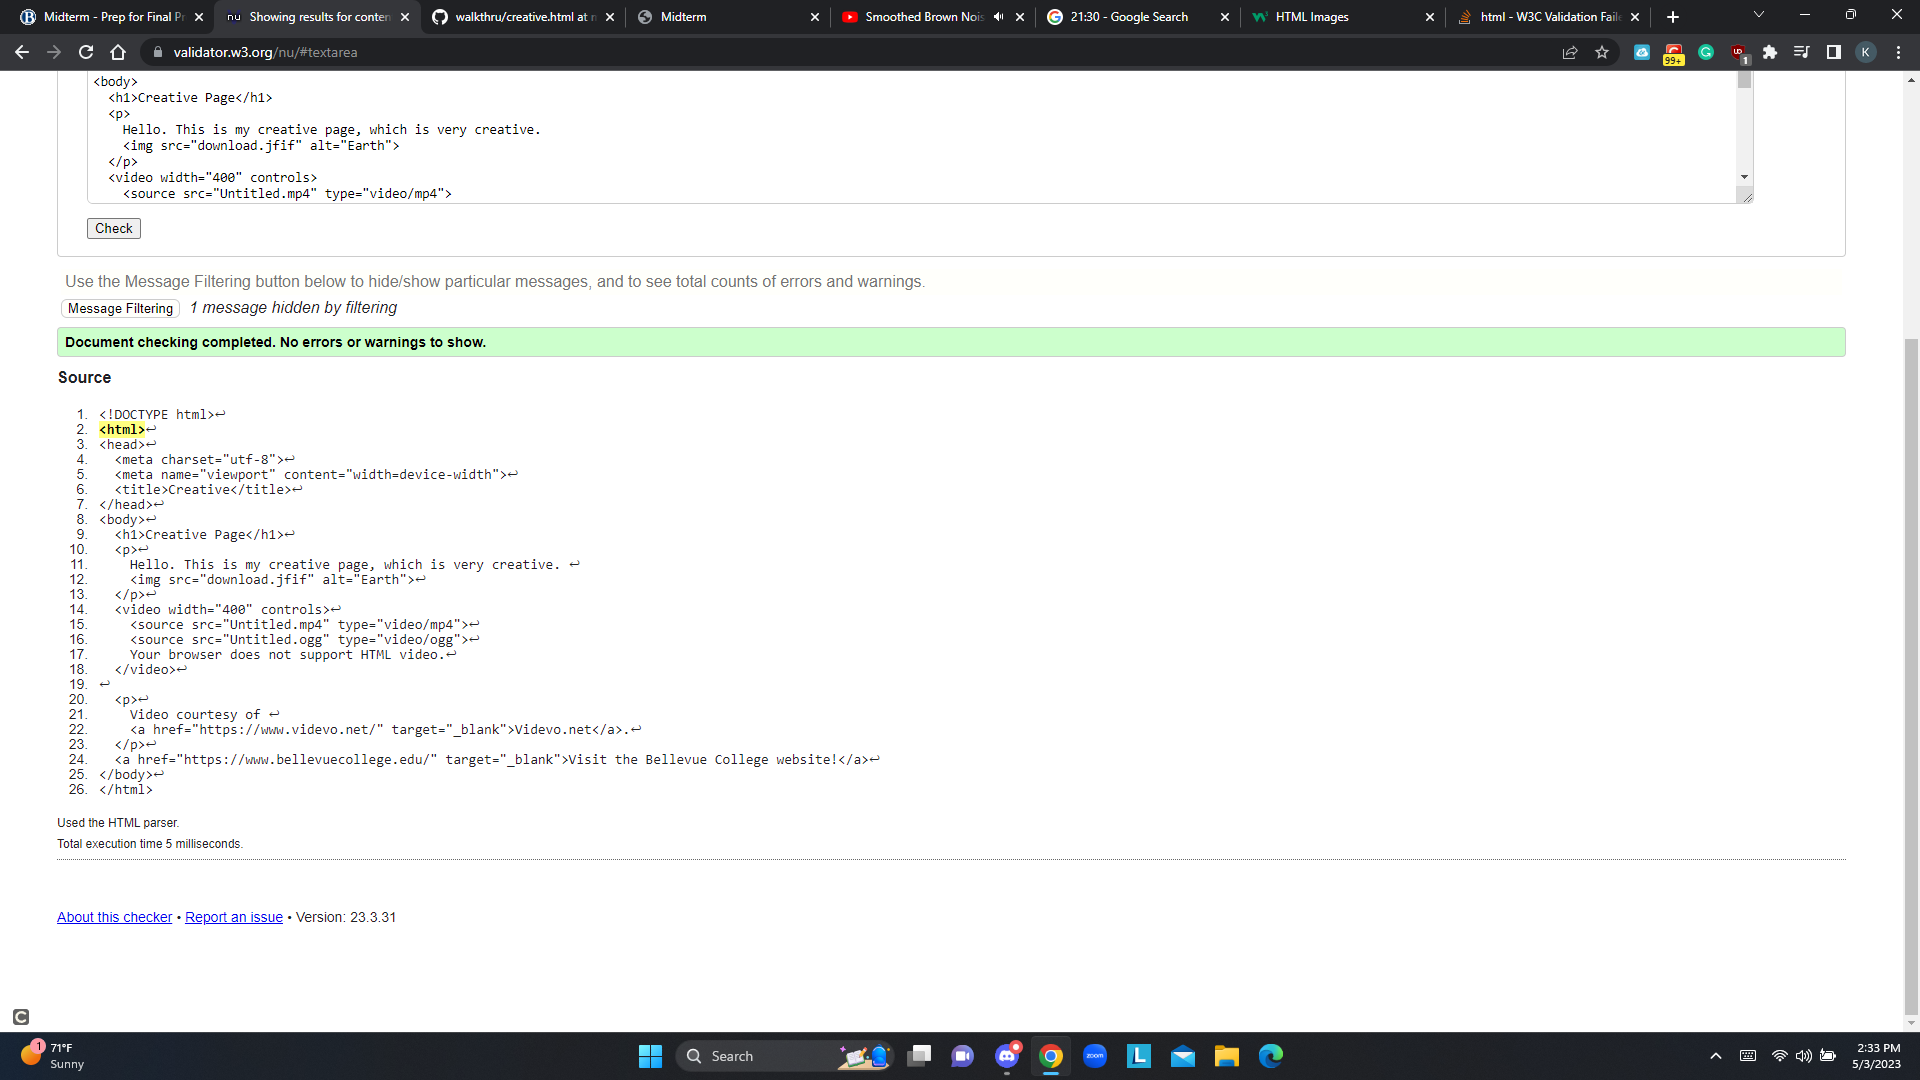 Midterm - Prep for Final Pr
Showing results for conten
walkthru/creative.html at m
Midterm
Smoothed Brown Nois
21:30 - Google Search
HTML Images
html - W3C Validation Faile
validator.w3.org/nu/#textarea
99+
1
K
<body>
<h1>Creative Page</h1>
<p>
Hello. This is my creative page, which is very creative.
<img src="download.jfif" alt="Earth">
</p>
<video width="400" controls>
<source src="Untitled.mp4" type="video/mp4">
Check
Use the Message Filtering button below to hide/show particular messages, and to see total counts of errors and warnings.
Message Filtering 1 message hidden by filtering
Document checking completed. No errors or warnings to show.
Source
1. <!DOCTYPE html>↩
2. <html>↩
3. <head>↩
4. <meta charset="utf-8">↩
5. <meta name="viewport" content="width=device-width">↩
6. <title>Creative</title>↩
7. </head>↩
8. <body>↩
9. <h1>Creative Page</h1>↩
10. <p>↩
11. Hello. This is my creative page, which is very creative. ↩
12. <img src="download.jfif" alt="Earth">↩
13. </p>↩
14. <video width="400" controls>↩
15. <source src="Untitled.mp4" type="video/mp4">↩
16. <source src="Untitled.ogg" type="video/ogg">↩
17. Your browser does not support HTML video.↩
18. </video>↩
19. ↩
20. <p>↩
21. Video courtesy of ↩
22. <a href="https://www.videvo.net/" target="_blank">Videvo.net</a>.↩
23. </p>↩
24. <a href="https://www.bellevuecollege.edu/" target="_blank">Visit the Bellevue College website!</a>↩
25. </body>↩
26. </html>
Used the HTML parser.
Total execution time 5 milliseconds.
About this checker • Report an issue • Version: 23.3.31
1
71°F
Sunny
Search
zoom
L
2:33 PM
5/3/2023